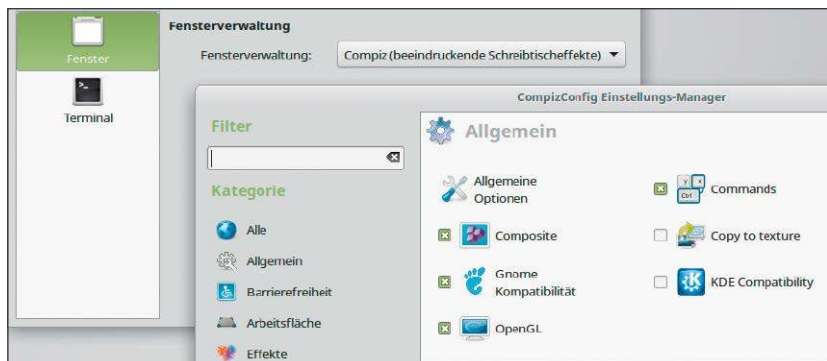 Fensterverwaltung
Fenster
Fensterverwaltung:
Compiz (beeindruckende Schreibtischeffekte)
Terminal
CompizConfig Einstellungs-Manager
Filter
Kategorie
Alle
Allgemein
Barrierefreiheit
Arbeitsfläche
Effekte
Allgemein
Allgemeine
Optionen
Commands
Composite
Copy to texture
Gnome
Kompatibilität
KDE Compatibility
OpenGL